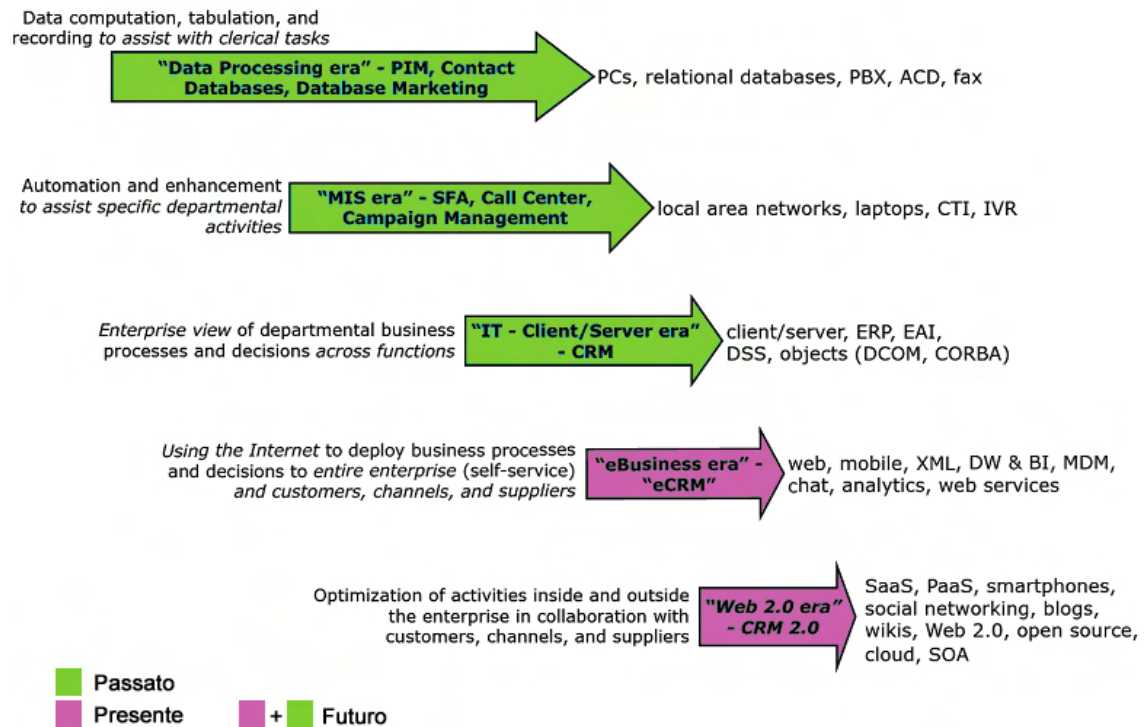 Data computation, tabulation, and
recording to assist with clerical tasks
“Data Processing era” - PIM, Contact
Databases, Database Marketing
PCs, relational databases, PBX, ACD, fax
Automation and enhancement
to assist specific departmental
activities
“MIS era” - SFA, Call Center,
Campaign Management
local area networks, laptops, CTI, IVR
Enterprise view of departmental business
processes and decisions across functions
“IT - Client/Server era”
- CRM
client/server, ERP, EAI,
DSS, objects (DCOM, CORBA)
Using the Internet to deploy business processes
and decisions to entire enterprise (self-service)
and customers, channels, and suppliers
“eBusiness era” -
“eCRM”
web, mobile, XML, DW & BI, MDM,
chat, analytics, web services
Optimization of activities inside and outside
the enterprise in collaboration with
customers, channels, and suppliers
“Web 2.0 era”
- CRM 2.0
SaaS, PaaS, smartphones,
social networking, blogs,
wikis, Web 2.0, open source,
cloud, SOA
Passato
Presente
+ Futuro